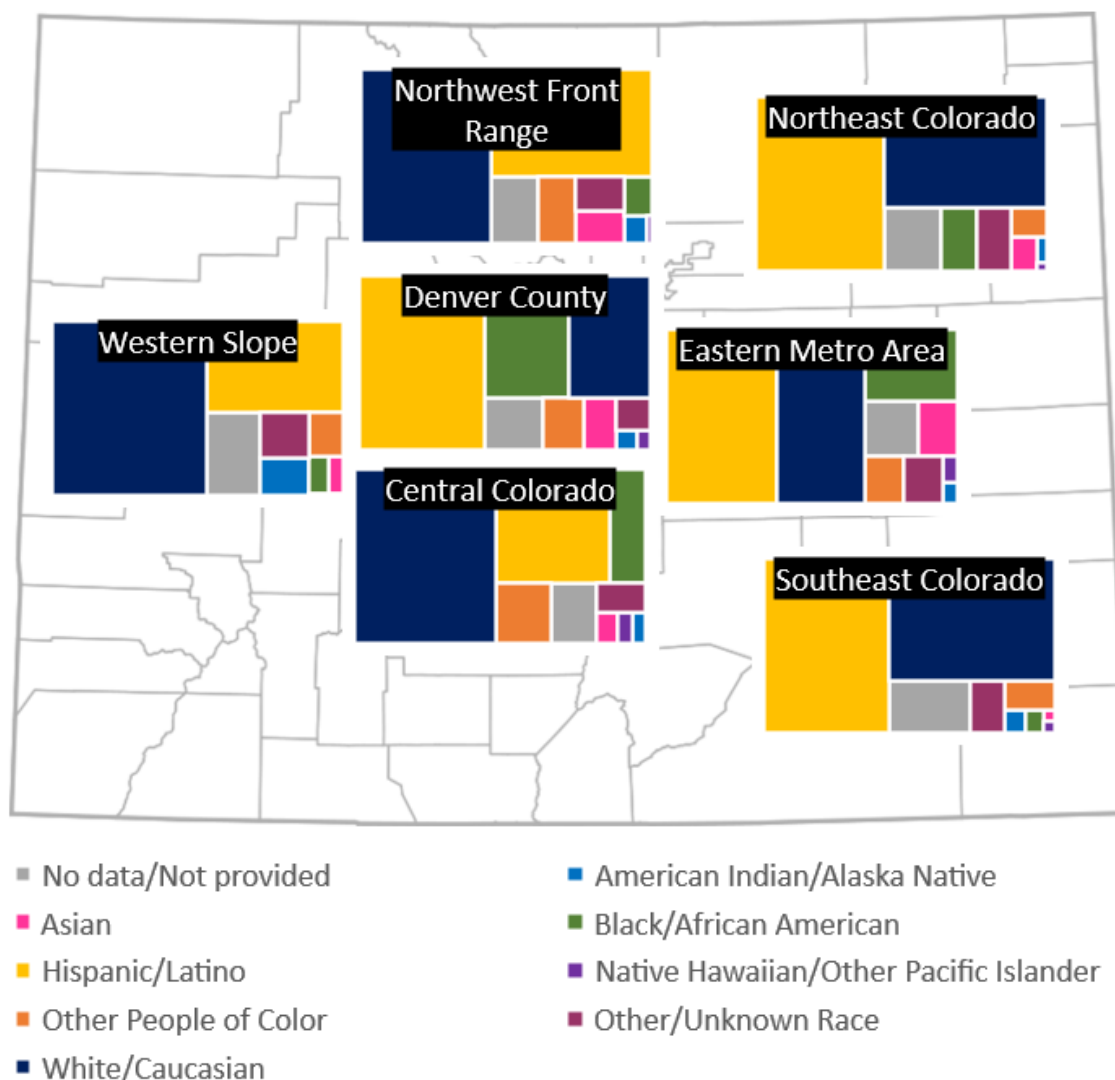 Northwest Front
Range
Northeast Colorado
Denver County
Western Slope
Eastern Metro Area
Central Colorado
Southeast Colorado
No data/Not provided
American Indian/Alaska Native
Asian
Black/African American
Hispanic/Latino
Native Hawaiian/Other Pacific Islander
Other People of Color
Other/Unknown Race
White/Caucasian